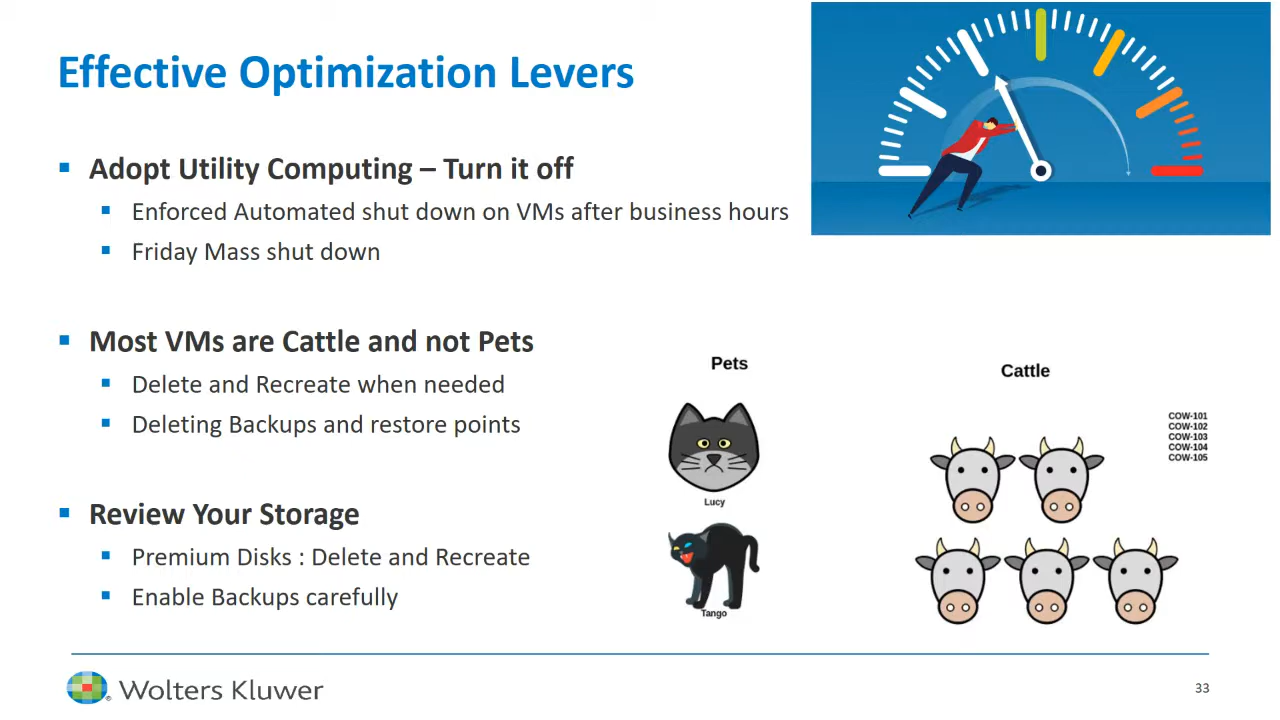 Effective Optimization Levers
Adopt Utility Computing – Turn it off
Enforced Automated shut down on VMs after business hours
Friday Mass shut down
Most VMs are Cattle and not Pets
Delete and Recreate when needed
Deleting Backups and restore points
Review Your Storage
Premium Disks : Delete and Recreate
Enable Backups carefully
Pets
Lucy
Tango
Cattle
COW-101
COW-102
COW-103
COW-104
COW-105
Wolters Kluwer
33